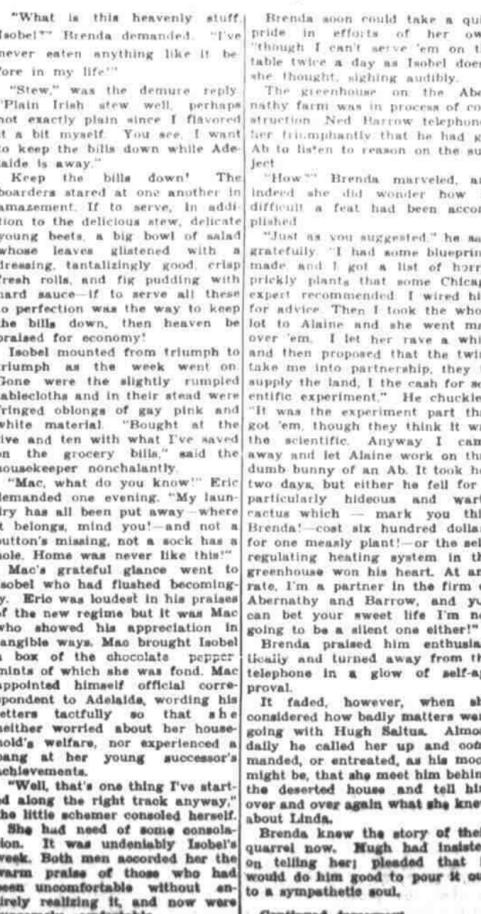 "What is this heavenly stuff,
Isobel?" Brenda demanded. "I've
never eaten anything like it be-
fore in my life!"
"Stew," was the demure reply.
"Plain Irish stew well, perhaps
not exactly plain since I flavored
it a bit myself. You see, I want
to keep the bills down while Ade-
laide is away."
Keep the bills down! The
boarders stared at one another in
amazement. If to serve, in addi-
tion to the delicious stew, delicate
young beets, a big bowl of salad
whose leaves glistened with a
dressing, tantalizingly good, crisp
fresh rolls, and fig pudding with
hard sauce—if to serve all these
to perfection was the way to keep
the bills down, then heaven be
praised for economy!
Isobel mounted from triumph to
triumph as the week went on.
Gone were the slightly rumpled
tablecloths and in their stead were
fringed oblongs of gay pink and
white material. "Bought at the
five and ten with what I've saved
on the grocery bills," said the
housekeeper nonchalantly.
"Mac, what do you know!" Eric
demanded one evening. "My laun-
dry has all been put away—where
it belongs, mind you!—and not a
button's missing, not a sock has a
hole. Home was never like this!"
Mac's grateful glance went to
Isobel who had flushed becoming-
ly. Eric was loudest in his praises
of the new regime but it was Mac
who showed his appreciation in
tangible ways. Mac brought Isobel
a box of the chocolate pepper-
mints of which she was fond. Mac
appointed himself official corre-
spondent to Adelaide, wording his
letters tactfully so that she
neither worried about her house-
hold's welfare, nor experienced a
pang at her young successor's
achievements.
"Well, that's one thing I've start-
ed along the right track anyway,"
the little schemer consoled herself.
She had need of some consola-
tion. It was undeniably Isobel's
week. Both men accorded her the
warm praise of those who had
been uncomfortable without en-
tirely realizing it, and now were
Brenda soon could take a qui
pride in efforts of her ow
"though I can't serve 'em on t
table twice a day as Isobel doe
she thought, sighing audibly.
The greenhouse on the Abe
nathy farm was in process of co
struction Ned Barrow telephone
her triumphantly that he had g
Ab to listen to reason on the su
ject
"How?" Brenda marveled, a
indeed she did wonder how
difficult a feat had been accom
plished
"Just as you suggested," he sa
gratefully. "I had some blueprin
made and I got a list of horr
prickly plants that some Chicag
expert recommended I wired hi
for advice. Then I took the who
lot to Alaine and she went ma
over 'em. I let her rave a whi
and then proposed that the twin
take me into partnership, they
supply the land, I the cash for sc
entific experiment." He chuckle
"It was the experiment part tha
got 'em, though they think it wa
the scientific. Anyway I cam
away and let Alaine work on tha
dumb bunny of an Ab. It took he
two days, but either he fell for
particularly hideous and wart
cactus which — mark you thi
Brenda!—cost six hundred dolla
for one measly plant!—or the sel
regulating heating system in th
greenhouse won his heart. At an
rate, I'm a partner in the firm o
Abernathy and Barrow, and yo
can bet your sweet life I'm no
going to be a silent one either!"
Brenda praised him enthusia
tically and turned away from th
telephone in a glow of self-ap
proval.
It faded, however, when sh
considered how badly matters wer
going with Hugh Saltus. Almo
daily he called her up and com
manded, or entreated, as his moo
might be, that she meet him behin
the deserted house and tell hi
over and over again what she kne
about Linda.
Brenda knew the story of thei
quarrel now. Hugh had insiste
on telling her; pleaded that i
would do him good to pour it ou
to a sympathetic soul.